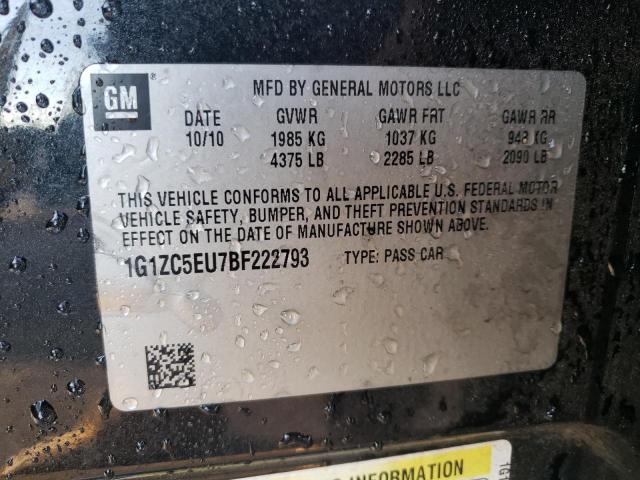 GM
MFD BY GENERAL MOTORS LLC
DATE GVWR GAWR FRT GAWR RR
10/10 1985 KG 1037 KG 948 KG
4375 LB 2285 LB 2090 LB
THIS VEHICLE CONFORMS TO ALL APPLICABLE U.S. FEDERAL MOTOR
VEHICLE SAFETY, BUMPER, AND THEFT PREVENTION STANDARDS IN
EFFECT ON THE DATE OF MANUFACTURE SHOWN ABOVE.
1G1ZC5EU7BF222793 TYPE: PASS CAR
INFORMATION